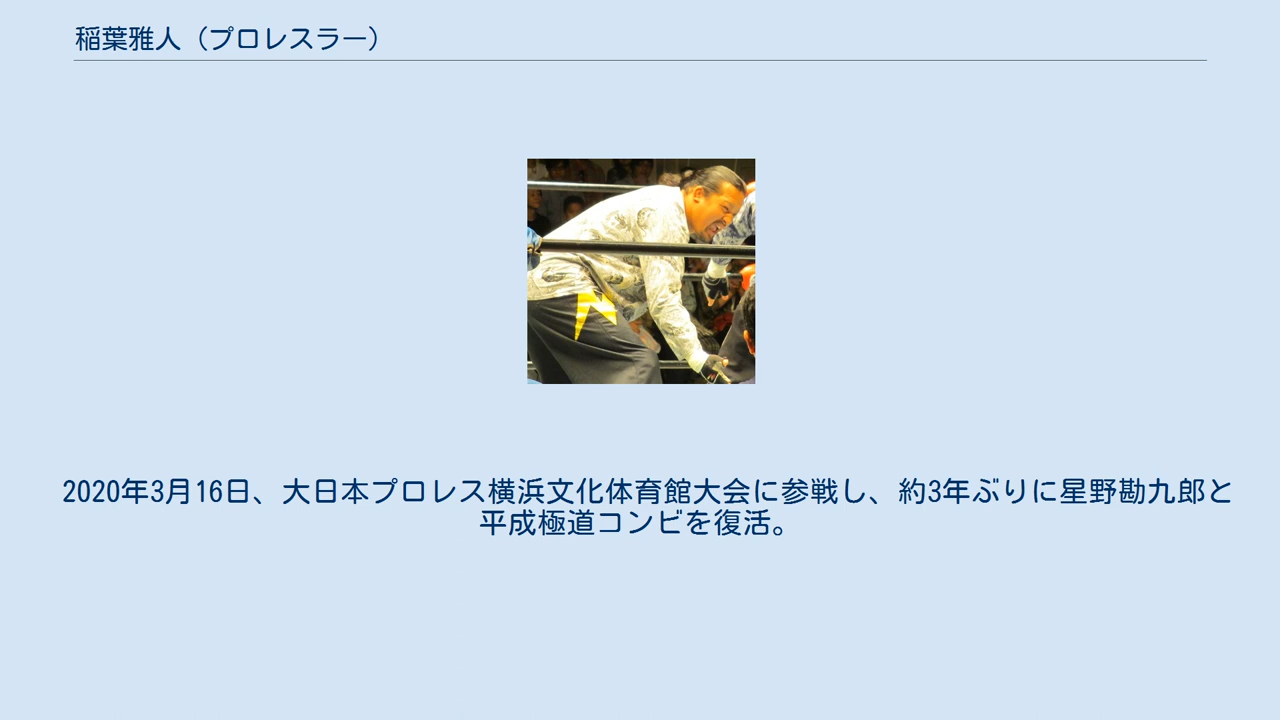 稲葉雅人（プロレスラー）
2020年3月16日、大日本プロレス横浜文化体育館大会に参戦し、約3年ぶりに星野勘九郎と
平成極道コンビを復活。